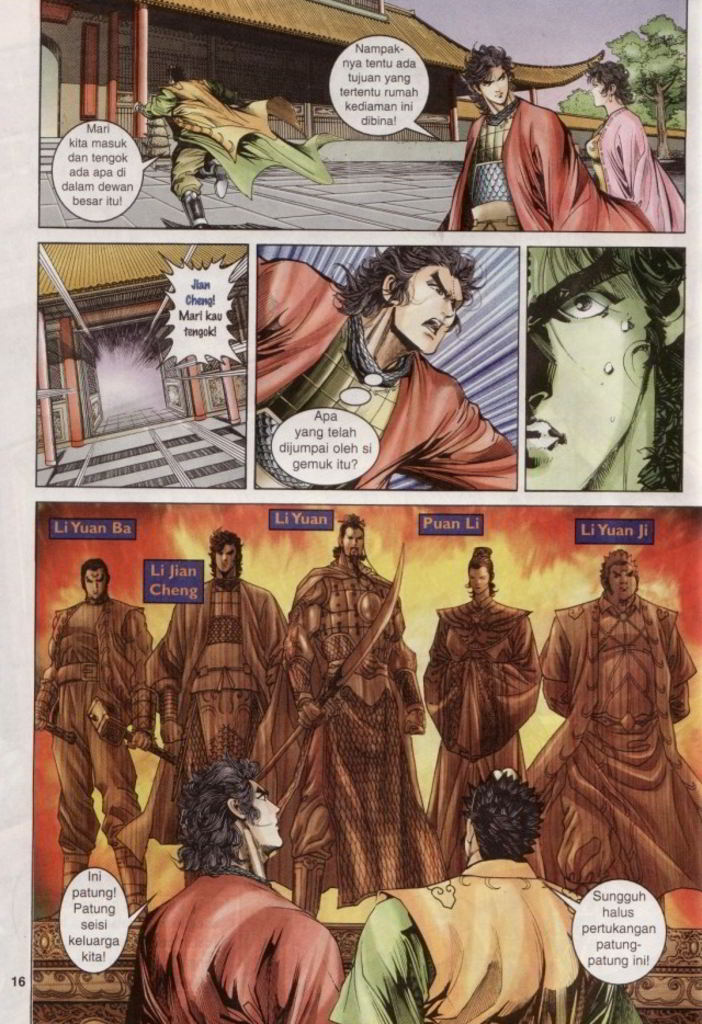 Nampak-
nya tentu ada
tujuan yang
tertentu rumah
kediaman ini
dibina!
Mari
kita masuk
dan tengok
ada apa di
dalam dewan
besar itu!
Jian
Cheng!
Mari kau
tengok!
Apa
yang telah
dijumpai oleh si
gemuk itu?
Li Yuan Ba
Li Jian
Cheng
Li Yuan
Puan Li
Li Yuan Ji
Ini
patung!
Patung
seisi
keluarga
kita!
Sungguh
halus
pertukangan
patung-
patung ini!
16